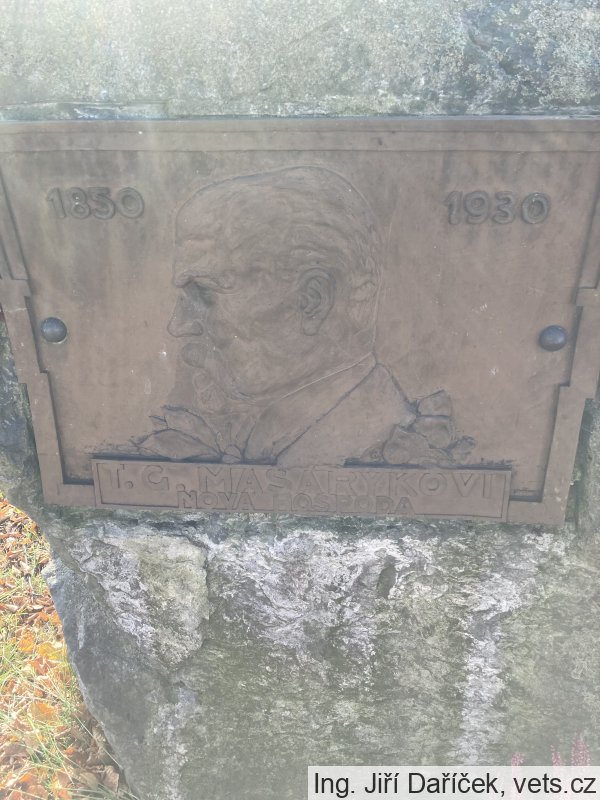 1850 1930
T. G. MASARYKOVI
NOVÁ HOSPODA
Ing. Jiří Daříček, vets.cz